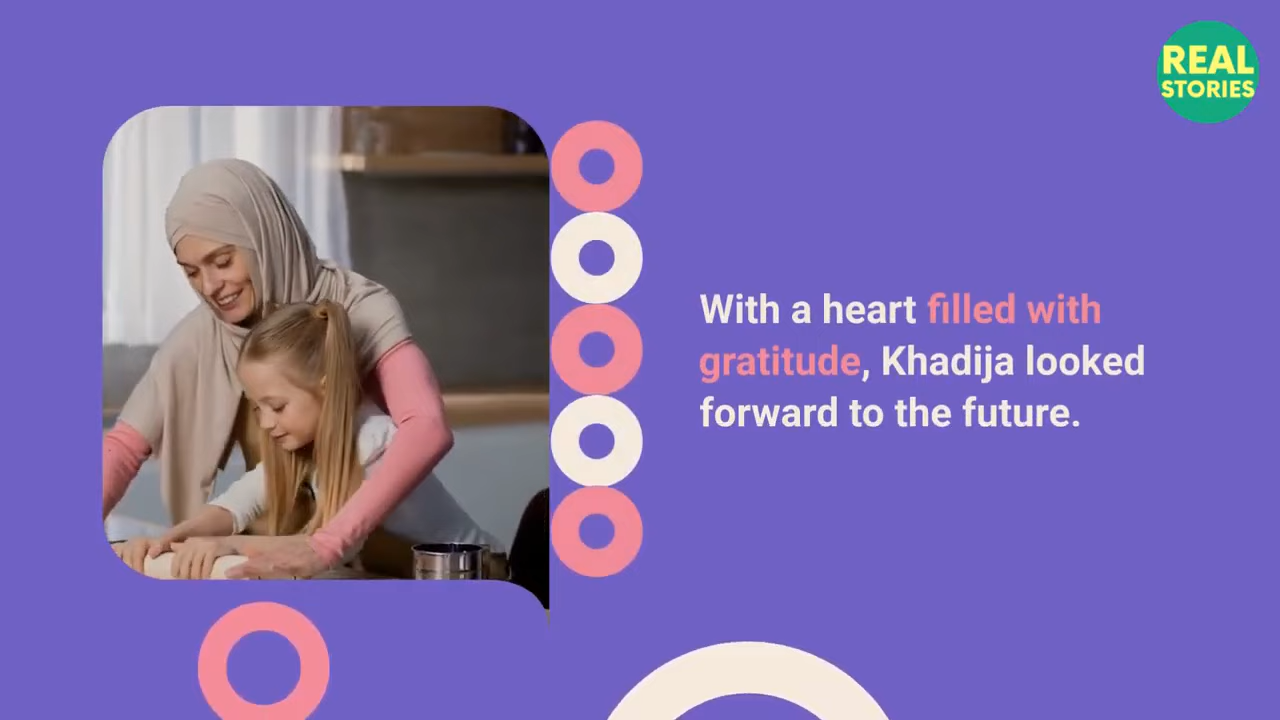 REAL
STORIES
With a heart filled with
gratitude, Khadija looked
forward to the future.